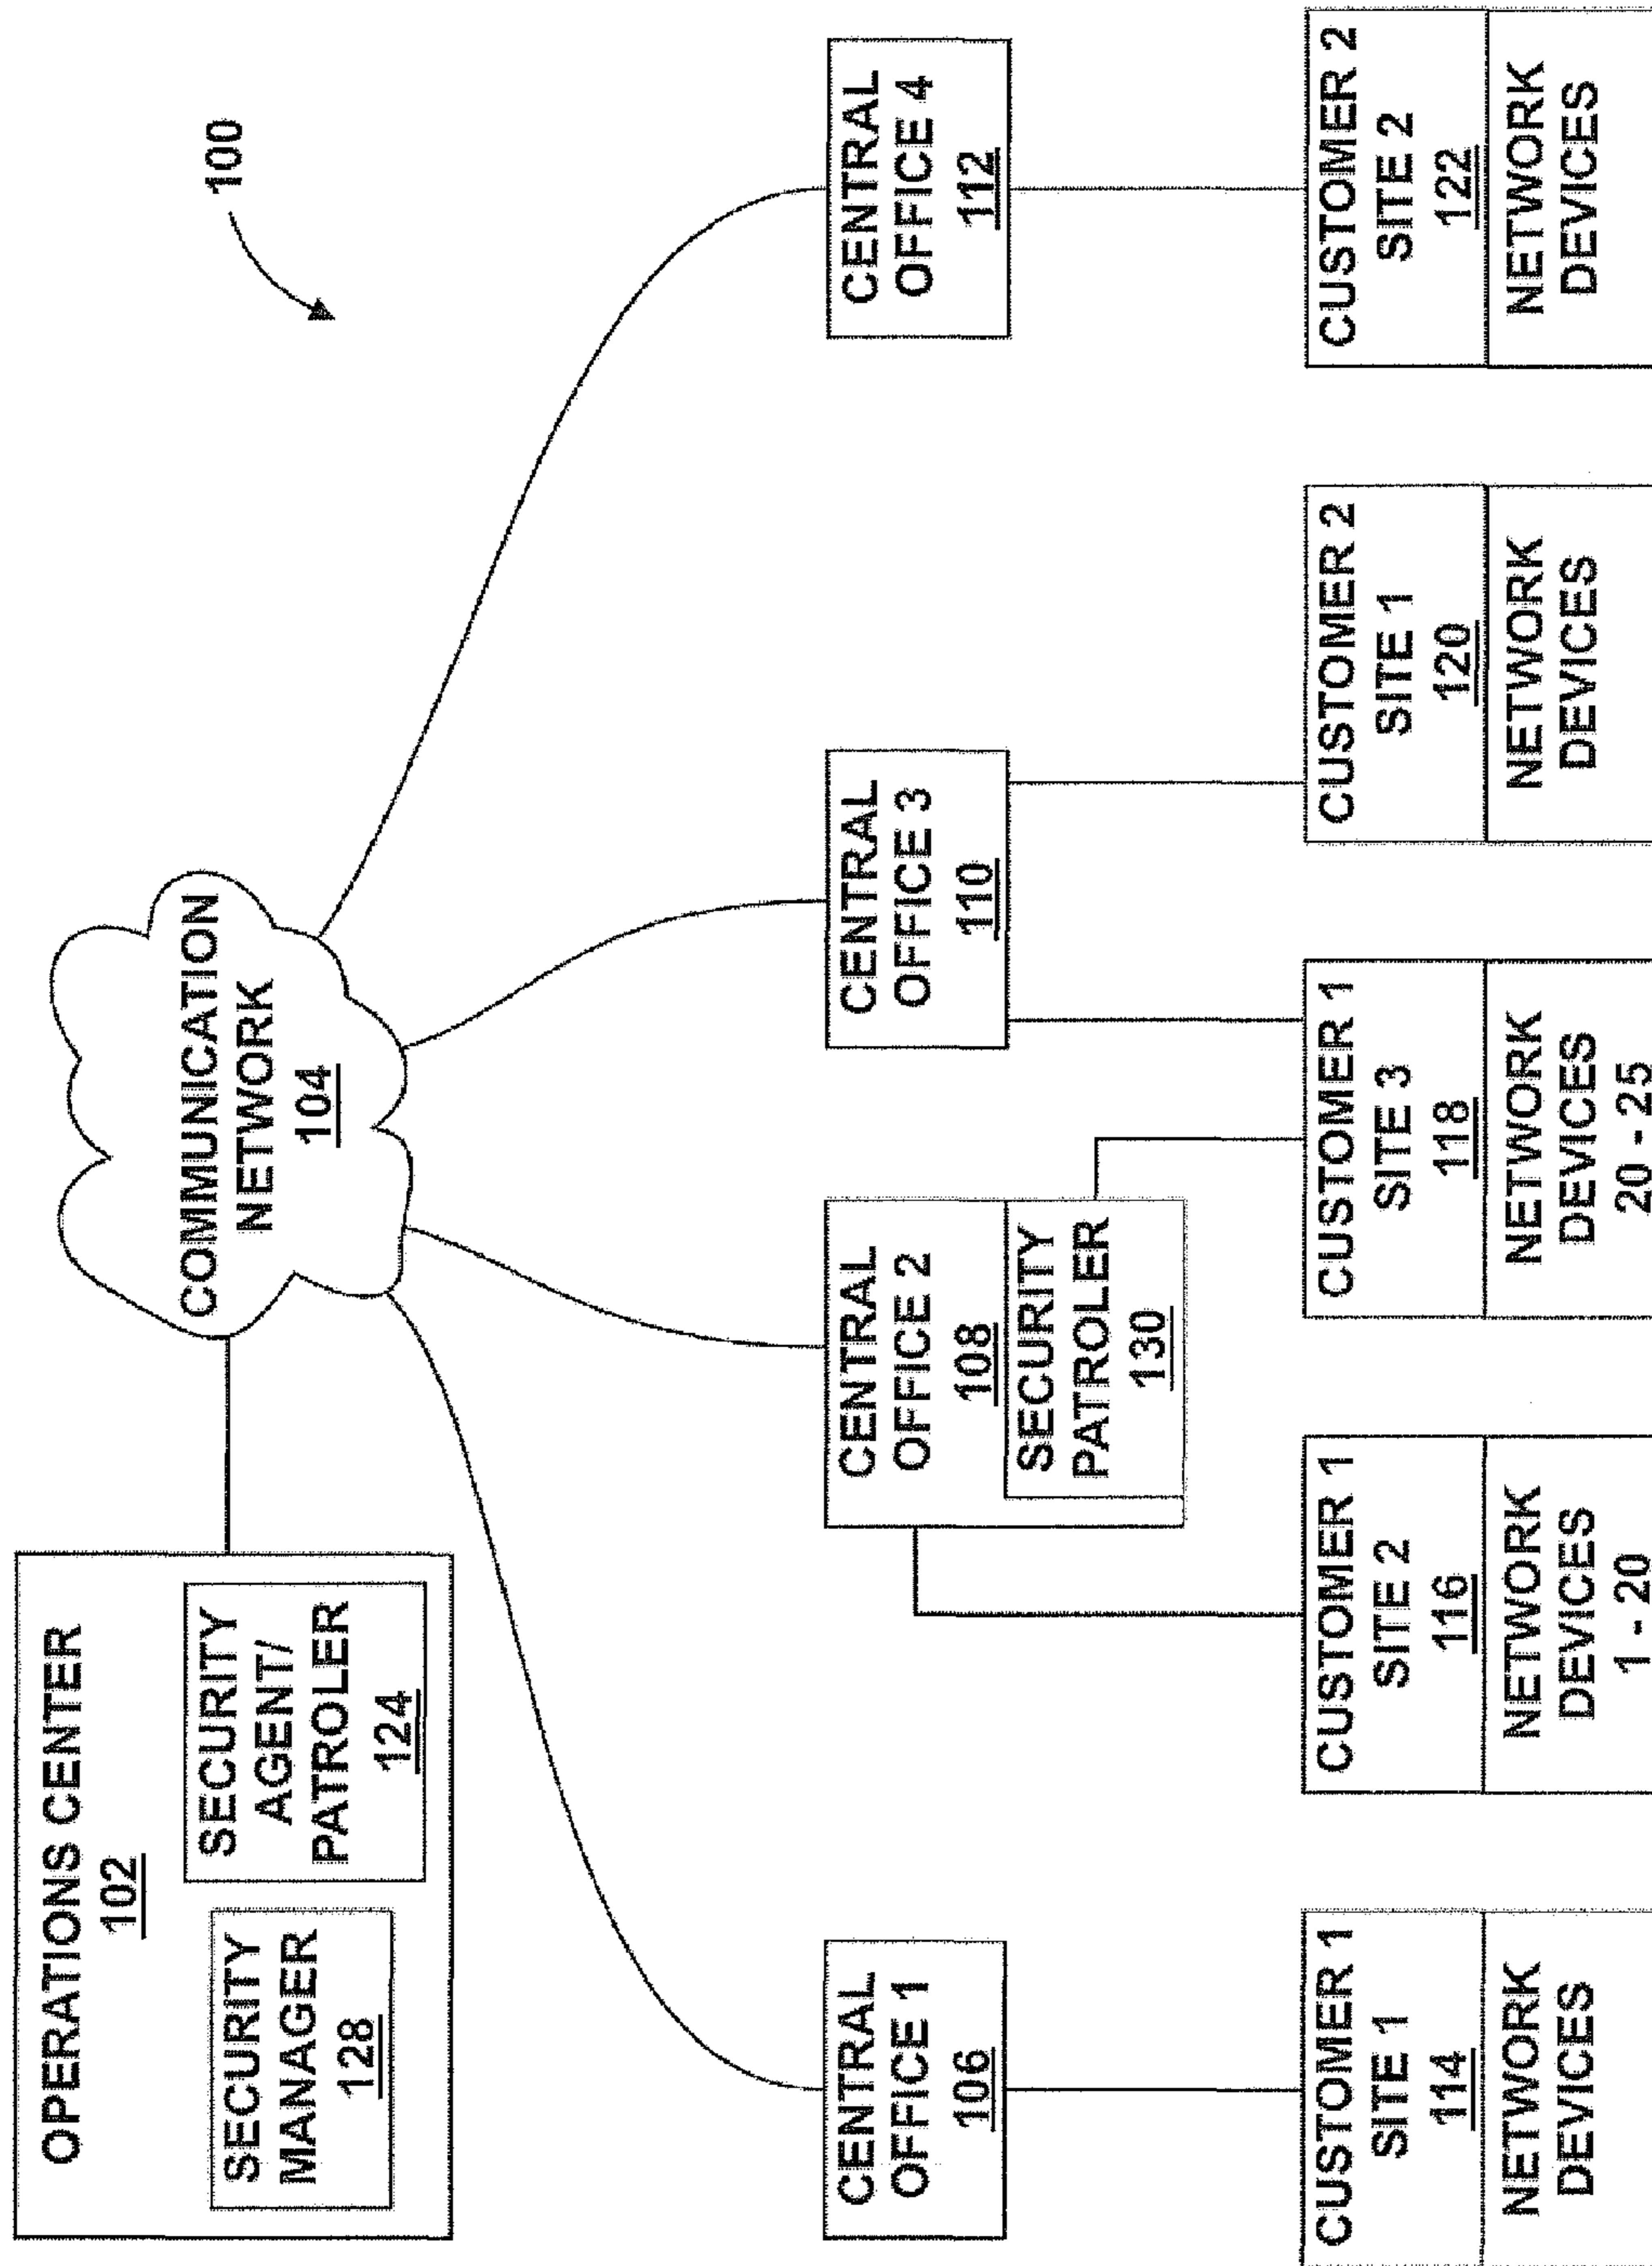 100
OPERATIONS CENTER
102
SECURITY
MANAGER
128
SECURITY
AGENT/
PATROLER
124
COMMUNICATION
NETWORK
104
CENTRAL
OFFICE 1
106
CENTRAL
OFFICE 2
108
SECURITY
PATROLER
130
CENTRAL
OFFICE 3
110
CENTRAL
OFFICE 4
112
CUSTOMER 1
SITE 1
114
NETWORK
DEVICES
CUSTOMER 1
SITE 2
116
NETWORK
DEVICES
1 - 20
CUSTOMER 1
SITE 3
118
NETWORK
DEVICES
20 - 25
CUSTOMER 2
SITE 1
120
NETWORK
DEVICES
CUSTOMER 2
SITE 2
122
NETWORK
DEVICES